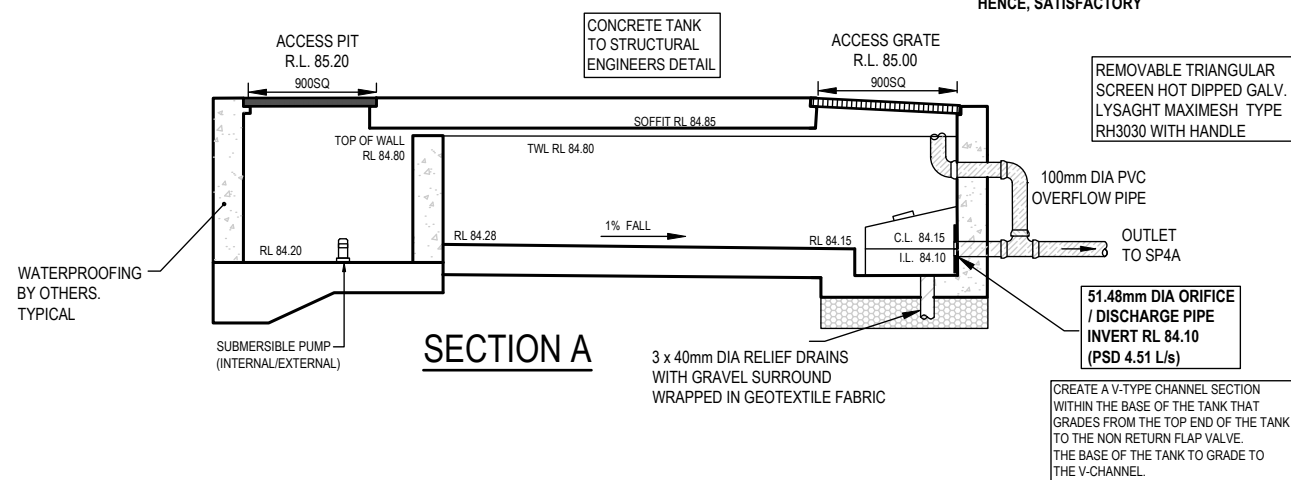 HENCE, SATISFACTORY
CONCRETE TANK
TO STRUCTURAL
ENGINEERS DETAIL
ACCESS PIT
R.L. 85.20
900SQ
ACCESS GRATE
R.L. 85.00
900SQ
REMOVABLE TRIANGULAR
SCREEN HOT DIPPED GALV.
LYSAGHT MAXIMESH TYPE
RH3030 WITH HANDLE
SOFFIT RL 84.85
TOP OF WALL
RL 84.80
TWL RL 84.80
100mm DIA PVC
OVERFLOW PIPE
RL 84.20
RL 84.28
1% FALL
RL 84.15
C.L. 84.15
I.L. 84.10
OUTLET
TO SP4A
WATERPROOFING
BY OTHERS.
TYPICAL
SUBMERSIBLE PUMP
(INTERNAL/EXTERNAL)
SECTION A
3 x 40mm DIA RELIEF DRAINS
WITH GRAVEL SURROUND
WRAPPED IN GEOTEXTILE FABRIC
51.48mm DIA ORIFICE
/ DISCHARGE PIPE
INVERT RL 84.10
(PSD 4.51 L/s)
CREATE A V-TYPE CHANNEL SECTION
WITHIN THE BASE OF THE TANK THAT
GRADES FROM THE TOP END OF THE TANK
TO THE NON RETURN FLAP VALVE.
THE BASE OF THE TANK TO GRADE TO
THE V-CHANNEL.